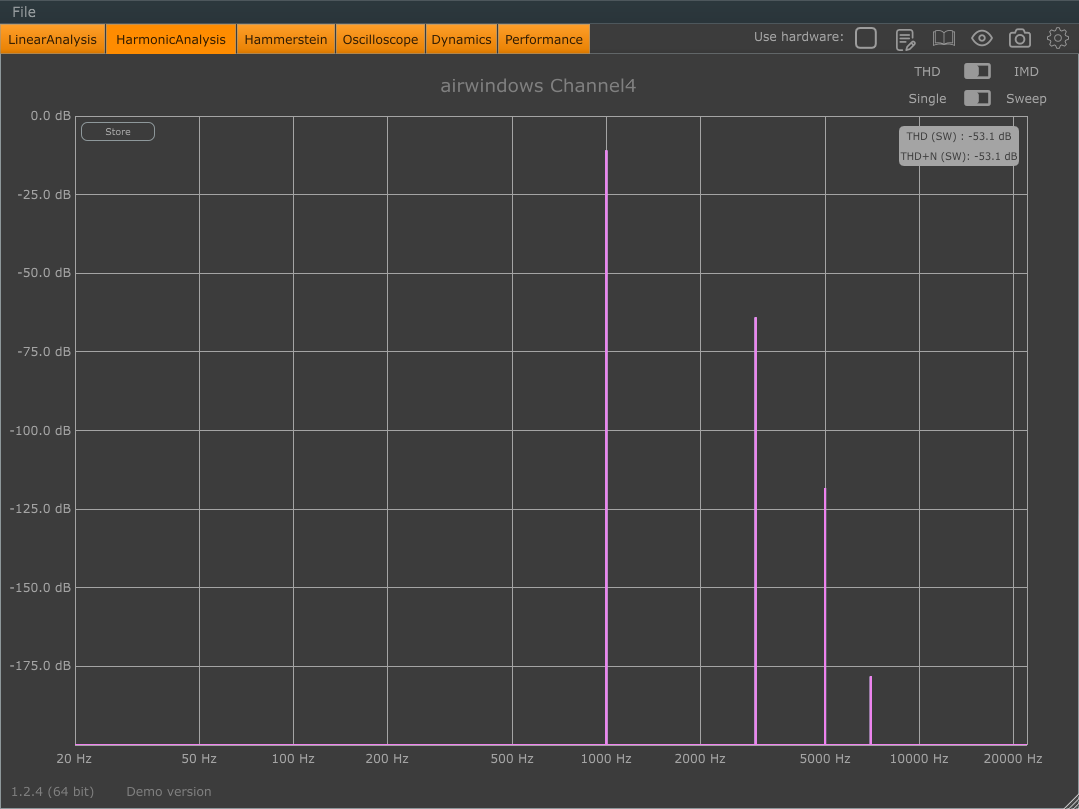 File
LinearAnalysis HarmonicAnalysis Hammerstein Oscilloscope Dynamics Performance Use hardware:
THD IMD
airwindows Channel4
Single Sweep
0.0 dB
Store
THD (SW) : -53.1 dB
THD+N (SW): -53.1 dB
-25.0 dB
-50.0 dB
-75.0 dB
-100.0 dB
-125.0 dB
-150.0 dB
-175.0 dB
20 Hz 50 Hz 100 Hz 200 Hz 500 Hz 1000 Hz 2000 Hz 5000 Hz 10000 Hz 20000 Hz
1.2.4 (64 bit) Demo version